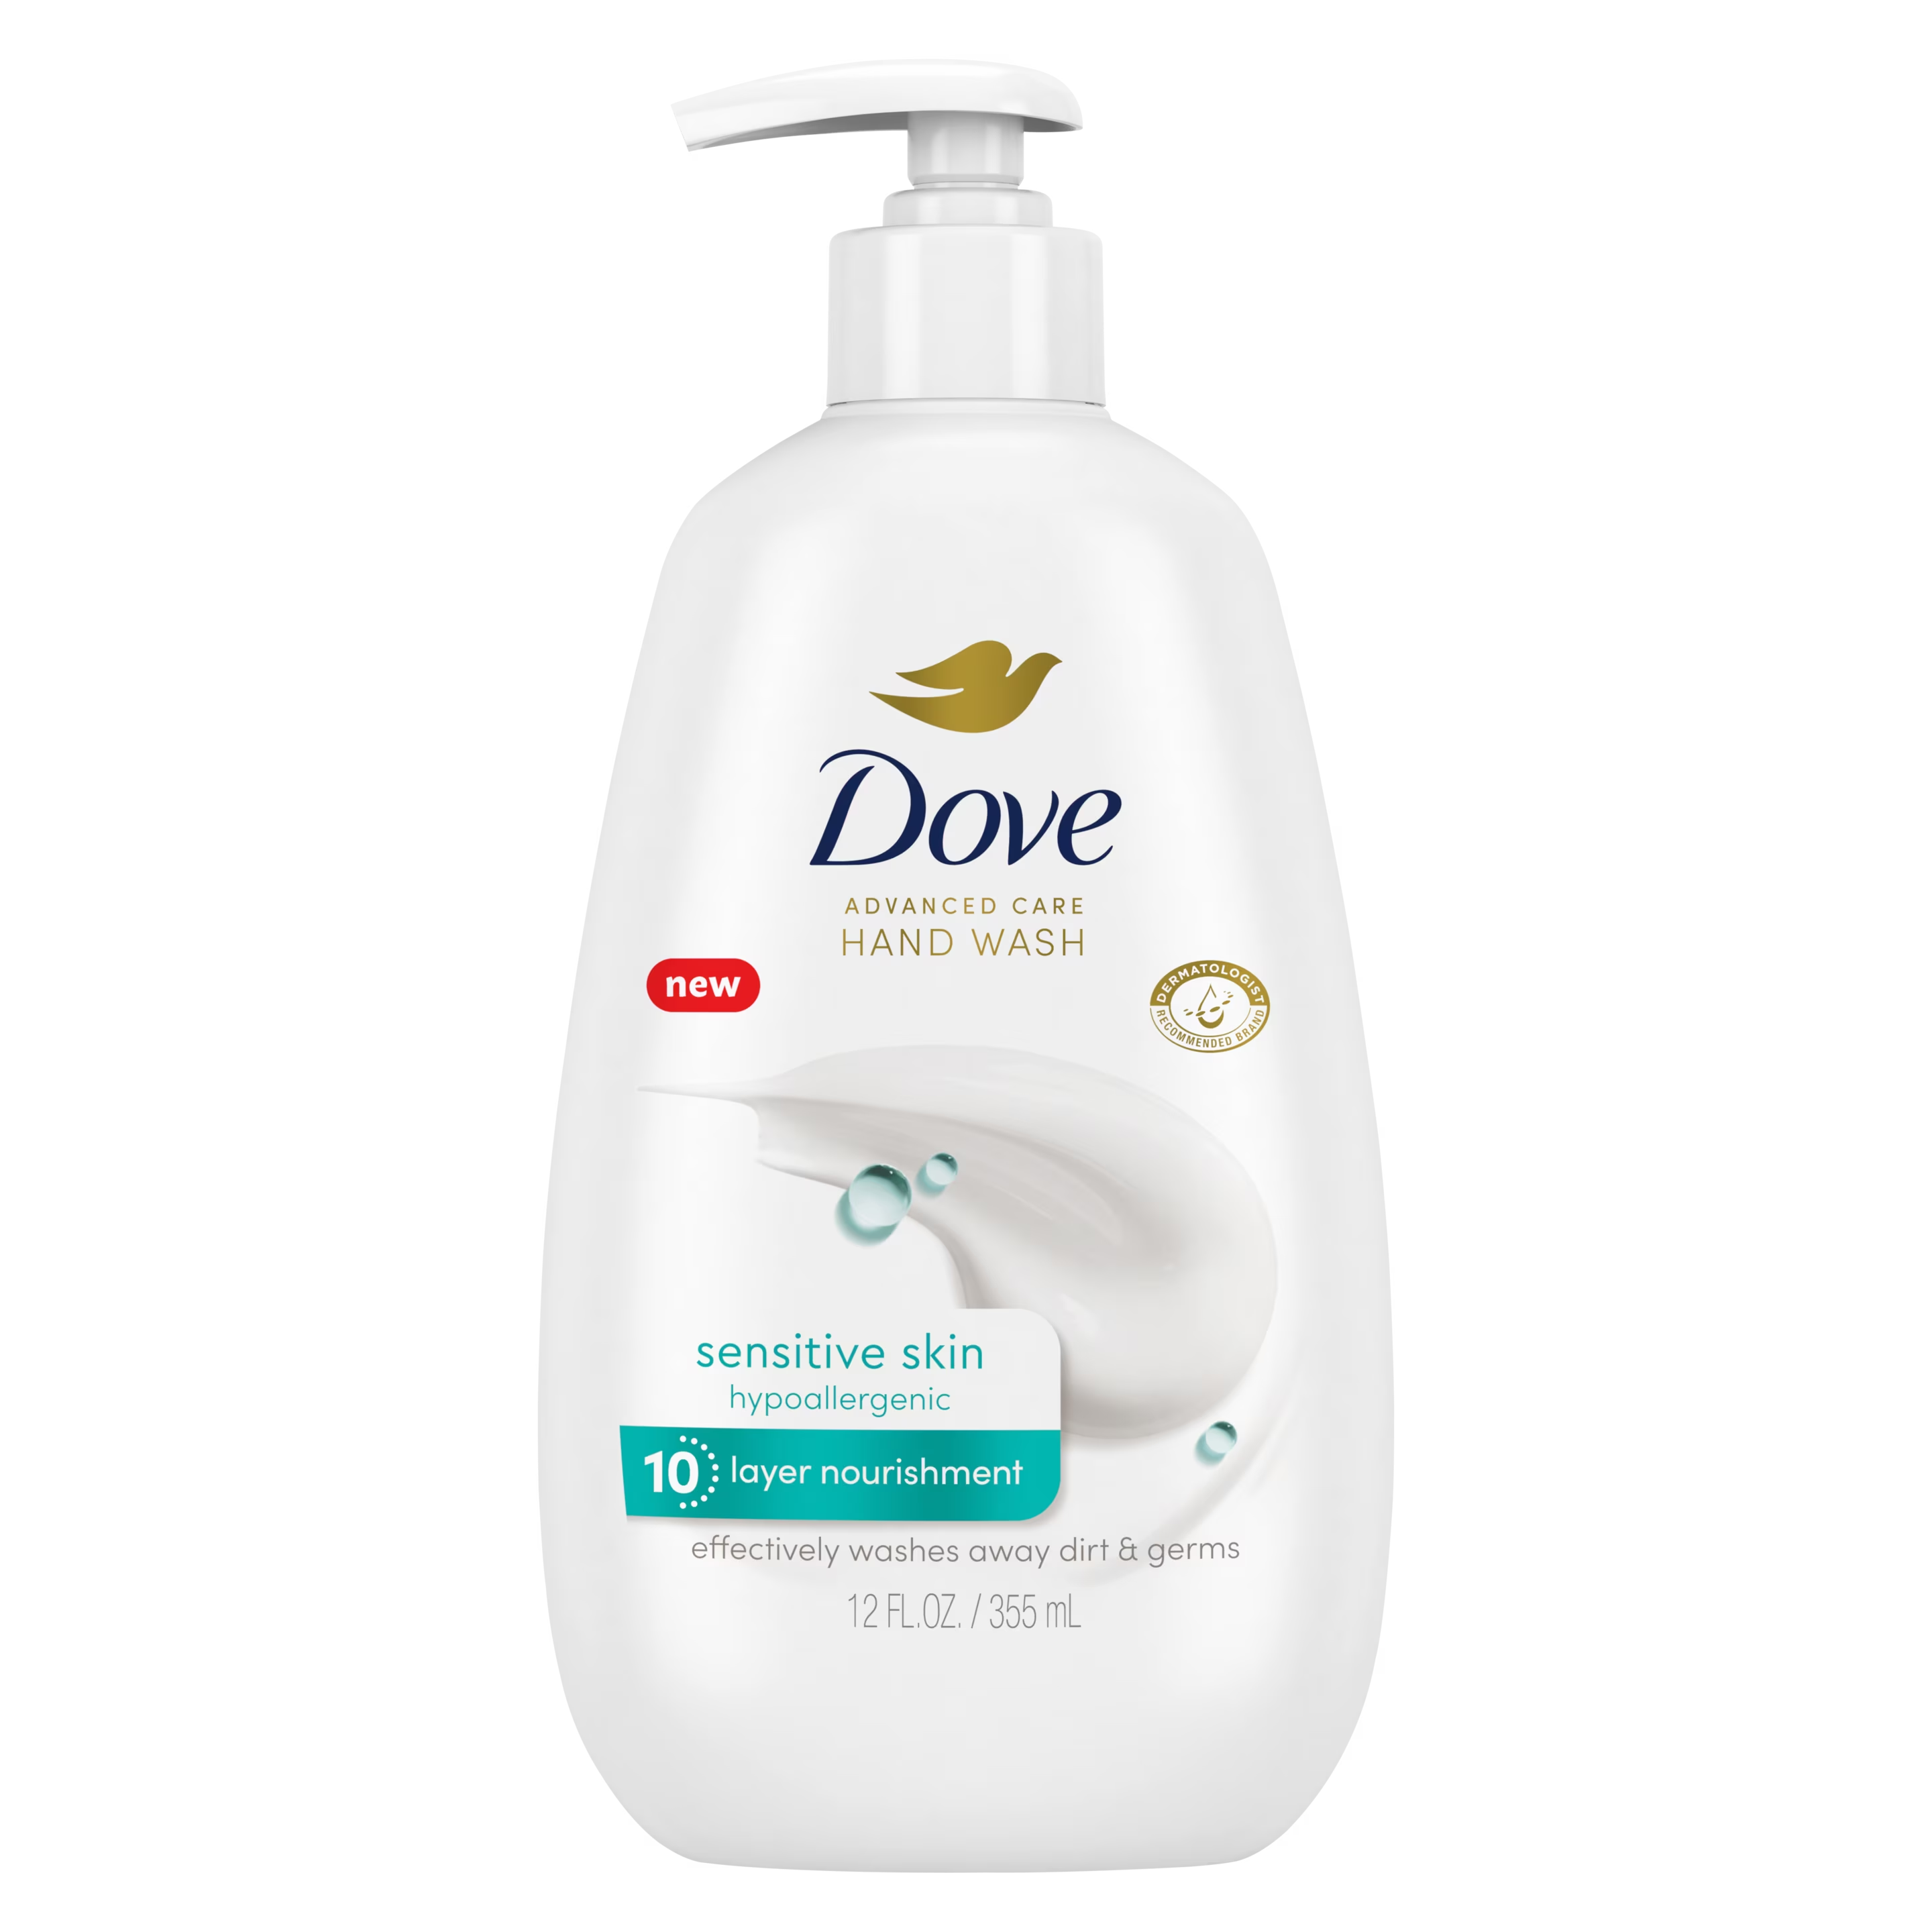 Dove
ADVANCED CARE
HAND WASH
new
DERMATOLOGIST
RECOMMENDED BRAND
sensitive skin
hypoallergenic
10 layer nourishment
effectively washes away dirt & germs
12 FL.OZ. / 355 mL